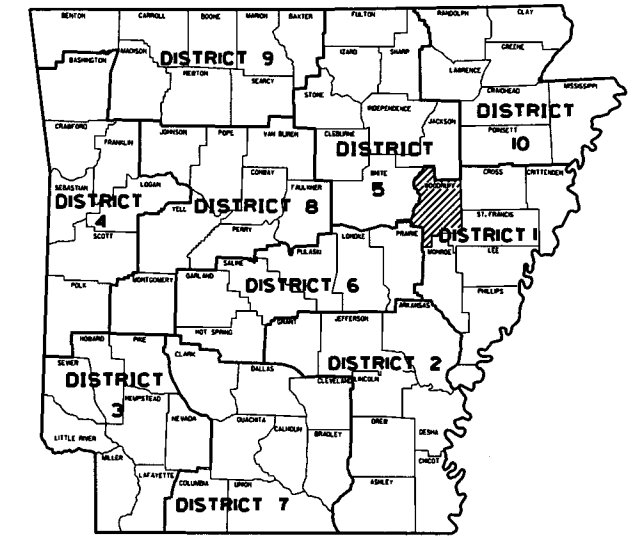 BENTON CARROLL BOONE MARION BAXTER FULTON RANDOLPH CLAY
MADISON DISTRICT 9 IZARD SHARP GREENE
WASHINGTON NEWTON SEARCY LAWRENCE
STONE CRAIGHEAD MISSISSIPPI
INDEPENDENCE DISTRICT
JACKSON POINSETT 10
CRAWFORD FRANKLIN JOHNSON POPE VAN BUREN CLEBURNE DISTRICT
CONWAY WHITE CROSS CRITTENDEN
SEBASTIAN LOGAN FAULKNER 5 WOODRUFF
DISTRICT YELL DISTRICT 8
4 PERRY ST. FRANCIS
SCOTT LONOKE PRAIRIE DISTRICT 1
SALINE PULASKI MONROE LEE
POLK MONTGOMERY GARLAND DISTRICT 6 PHILLIPS
ARKANSAS
HOT SPRING GRANT JEFFERSON
HOWARD PIKE CLARK
SEVIER DALLAS DISTRICT 2
DISTRICT CLEVELAND LINCOLN
3 HEMPSTEAD
NEVADA OUACHITA CALHOUN BRADLEY DREW DESHA
LITTLE RIVER
MILLER CHICOT
LAFAYETTE COLUMBIA UNION ASHLEY
DISTRICT 7